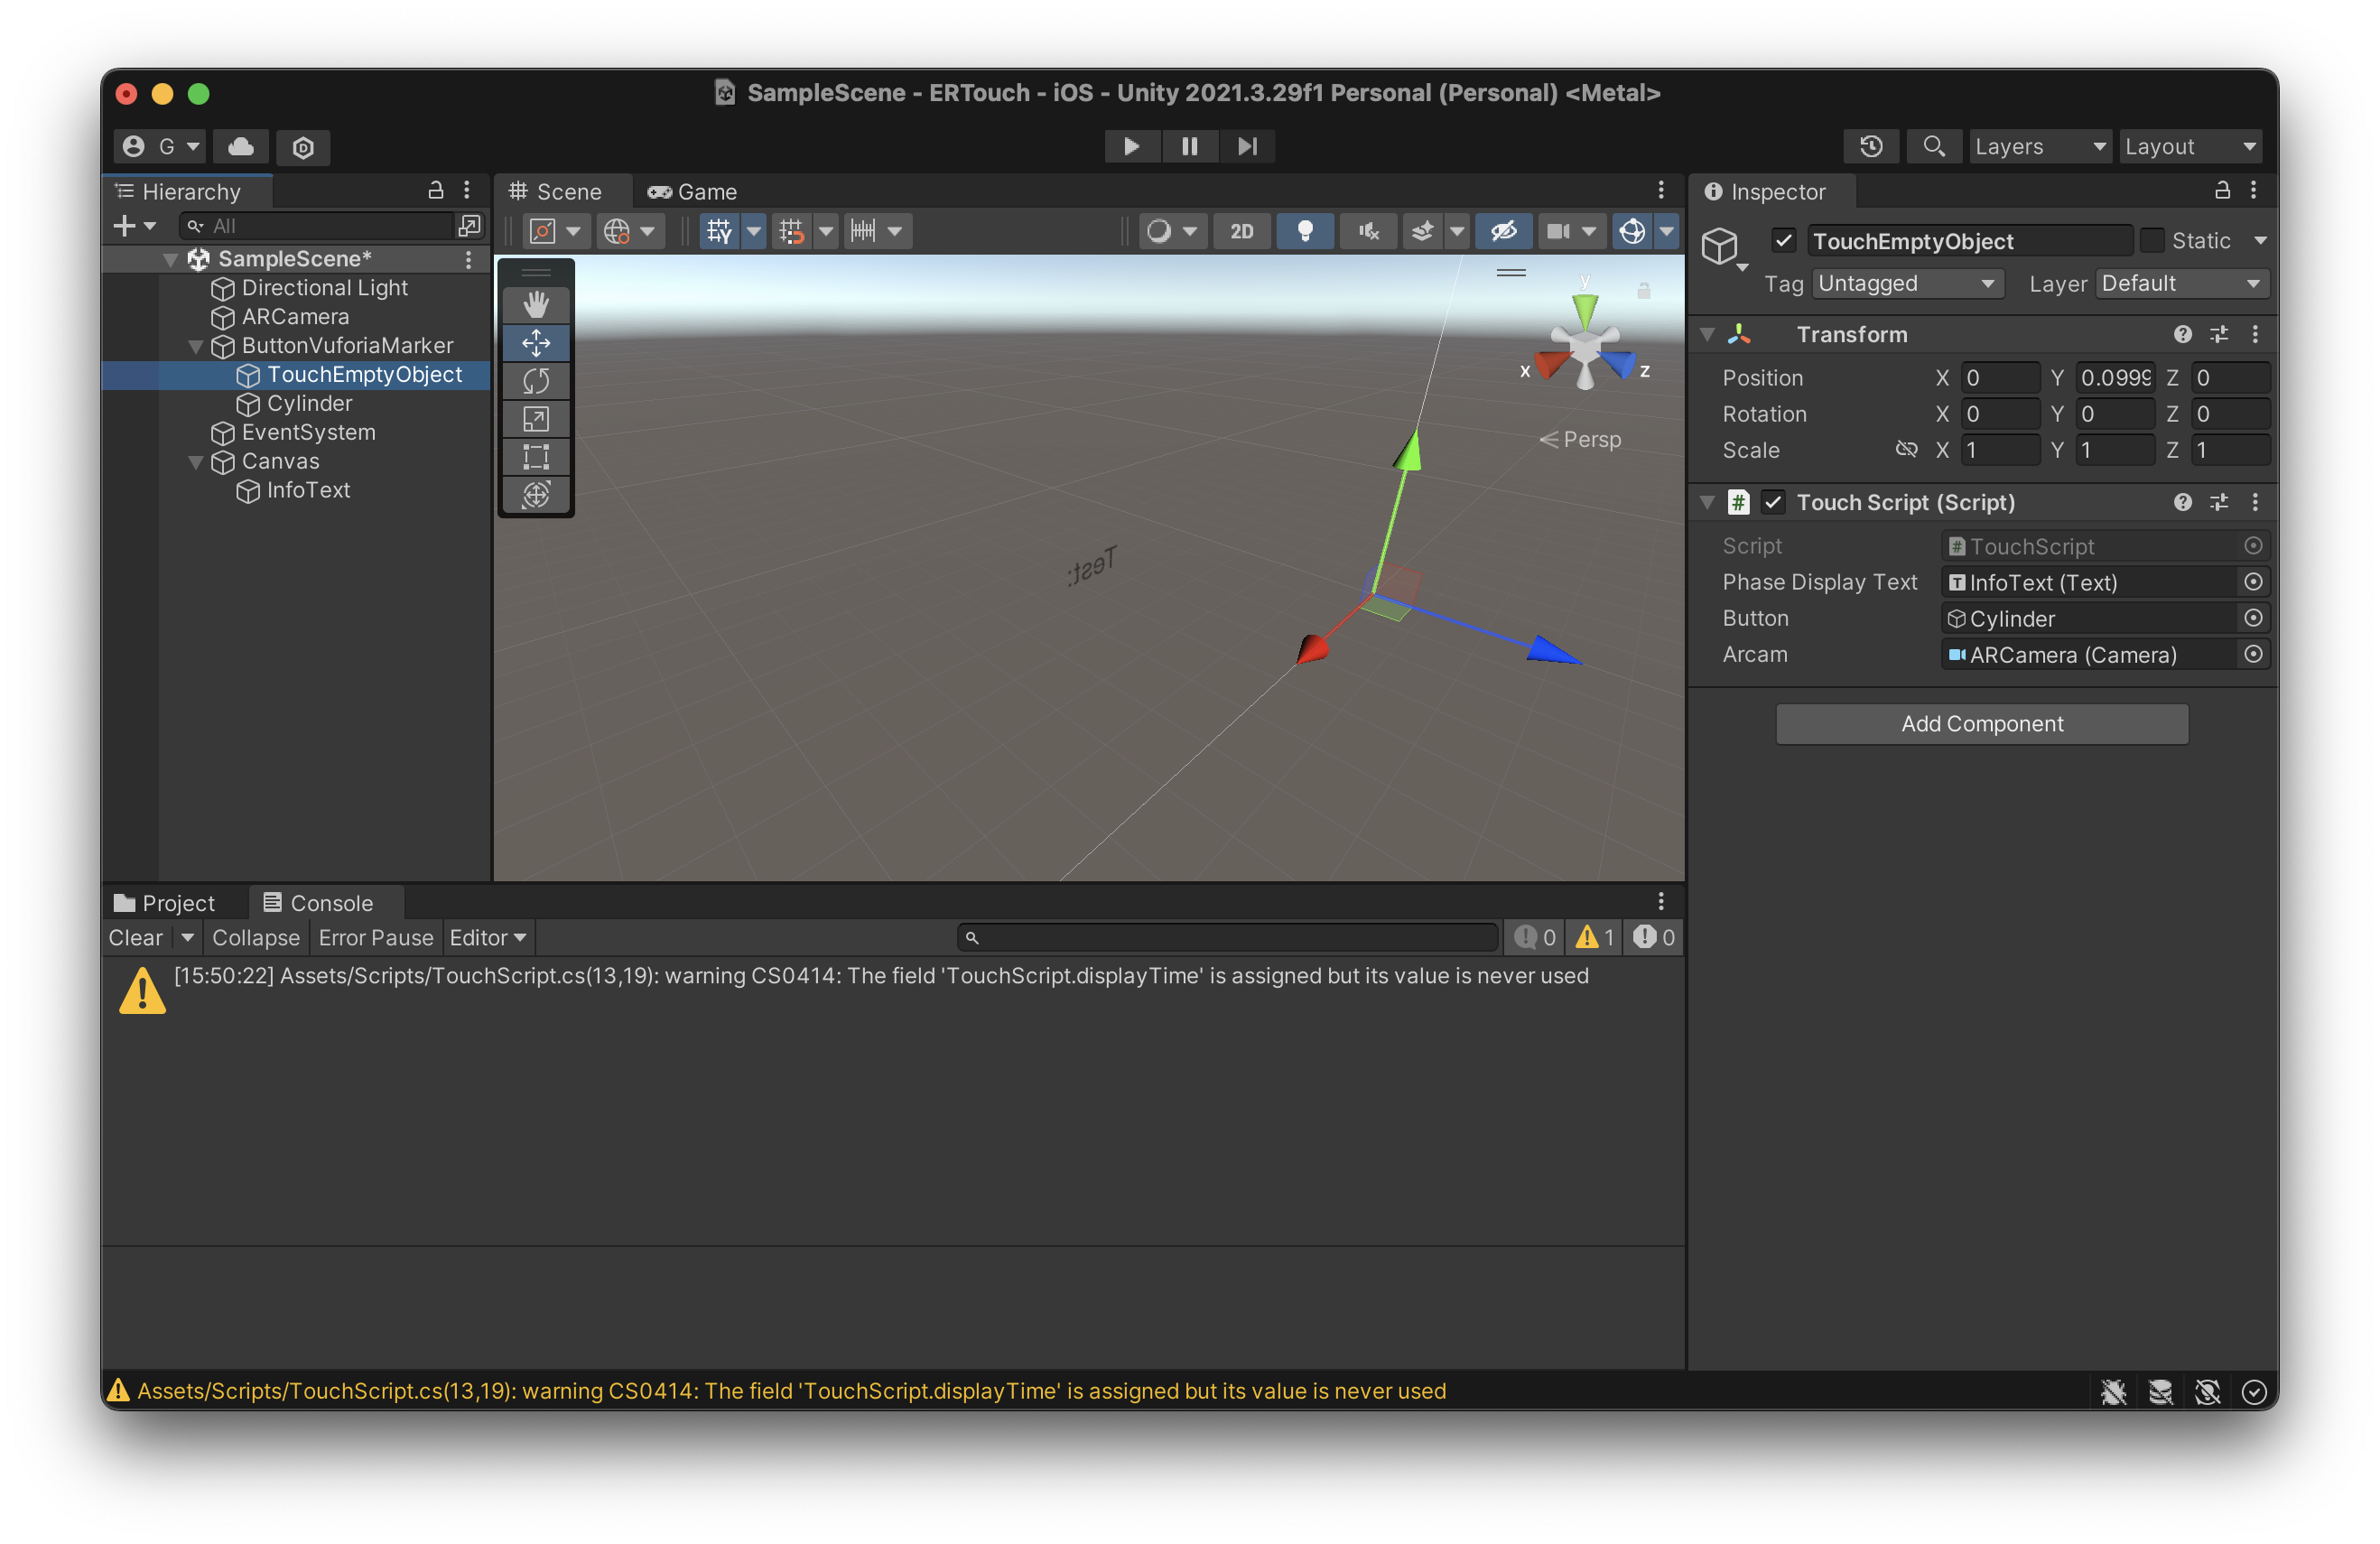 SampleScene - ERTouch - iOS - Unity 2021.3.29f1 Personal (Personal) <Metal>
G
Layers
Layout
Hierarchy
All
SampleScene*
Directional Light
ARCamera
ButtonVuforiaMarker
TouchEmptyObject
Cylinder
EventSystem
Canvas
InfoText
Scene
Game
2D
y
x
z
Persp
Test:
Inspector
TouchEmptyObject
Static
Tag Untagged Layer Default
Transform
Position X 0 Y 0.0999 Z 0
Rotation X 0 Y 0 Z 0
Scale X 1 Y 1 Z 1
# Touch Script (Script)
Script # TouchScript
Phase Display Text T InfoText (Text)
Button Cylinder
Arcam ARCamera (Camera)
Add Component
Project
Console
Clear Collapse Error Pause Editor
0 1 0
[15:50:22] Assets/Scripts/TouchScript.cs(13,19): warning CS0414: The field 'TouchScript.displayTime' is assigned but its value is never used
Assets/Scripts/TouchScript.cs(13,19): warning CS0414: The field 'TouchScript.displayTime' is assigned but its value is never used